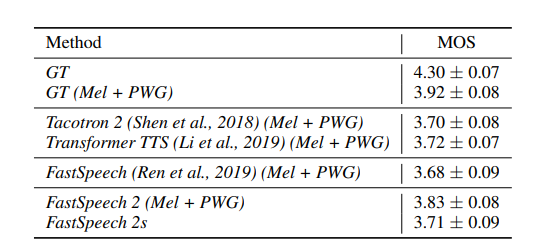 Method MOS
GT 4.30 ± 0.07
GT (Mel + PWG) 3.92 ± 0.08
Tacotron 2 (Shen et al., 2018) (Mel + PWG) 3.70 ± 0.08
Transformer TTS (Li et al., 2019) (Mel + PWG) 3.72 ± 0.07
FastSpeech (Ren et al., 2019) (Mel + PWG) 3.68 ± 0.09
FastSpeech 2 (Mel + PWG) 3.83 ± 0.08
FastSpeech 2s 3.71 ± 0.09